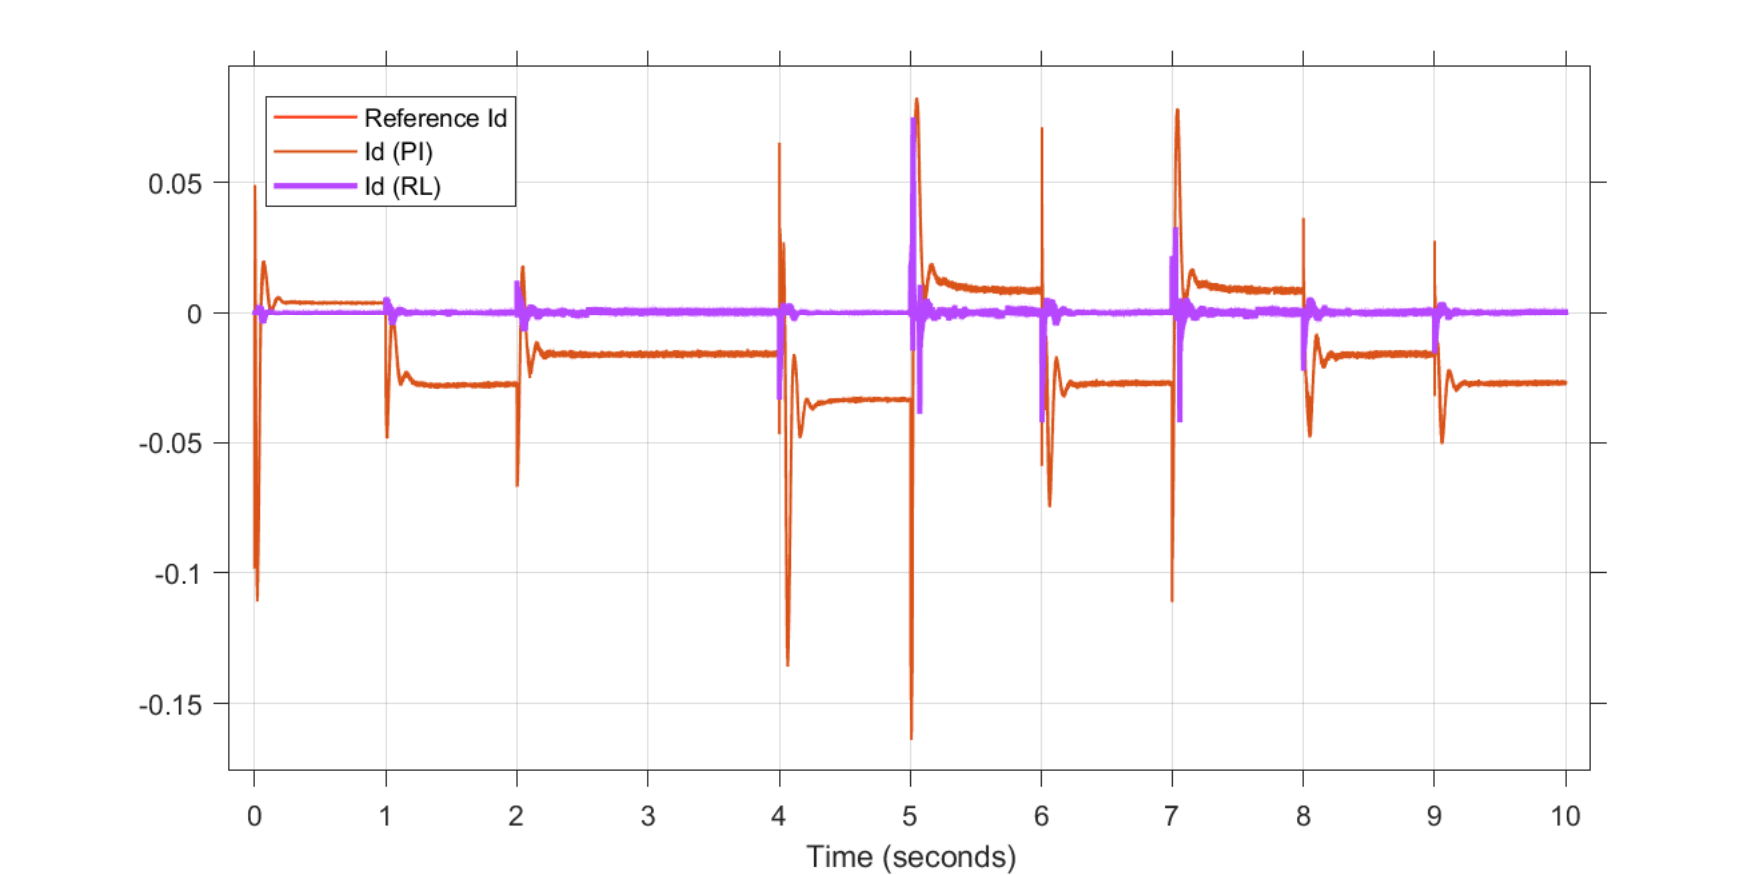 Reference Id
Id (PI)
Id (RL)
0.05
0
-0.05
-0.1
-0.15
0 1 2 3 4 5 6 7 8 9 10
Time (seconds)